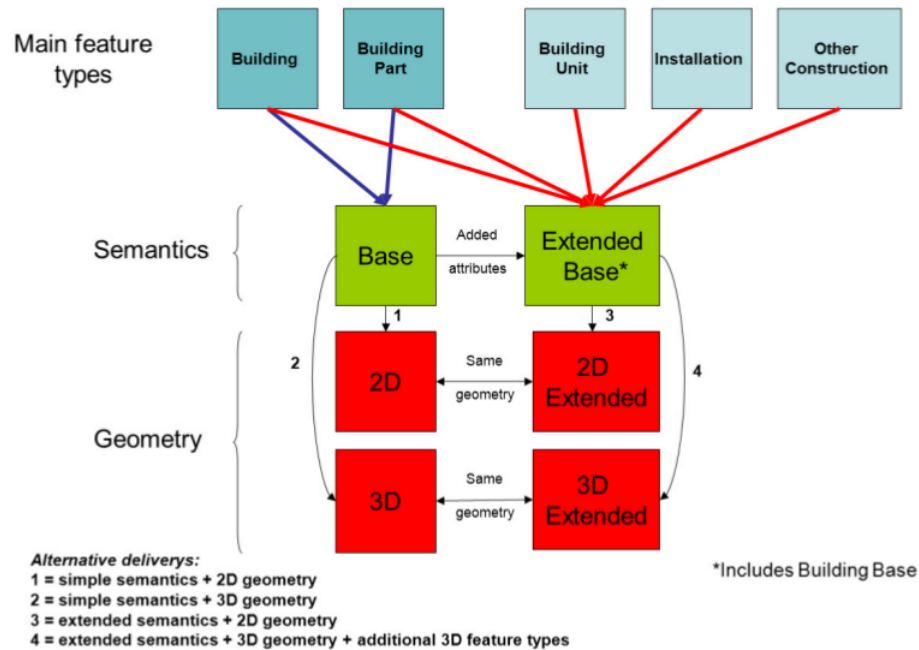 Main feature
types
Building
Building
Part
Building
Unit
Installation
Other
Construction
Semantics
Base
Added
attributes
Extended
Base*
1
3
2
4
Geometry
2D
Same
geometry
2D
Extended
3D
Same
geometry
3D
Extended
Alternative deliverys:
1 = simple semantics + 2D geometry
2 = simple semantics + 3D geometry
3 = extended semantics + 2D geometry
4 = extended semantics + 3D geometry + additional 3D feature types
*Includes Building Base